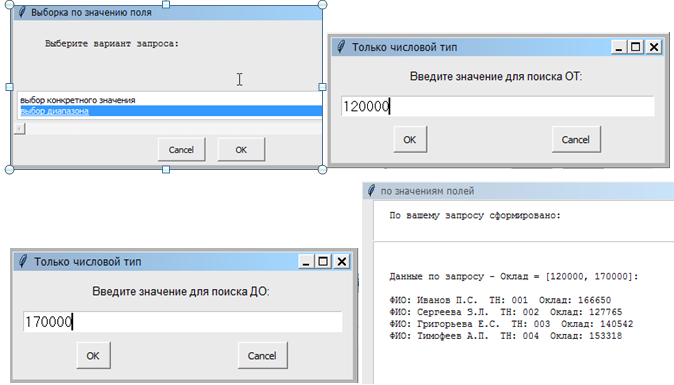 Выборка по значению поля
Выберите вариант запроса:
выбор конкретного значения
выбор диапазона
Cancel
OK
Только числовой тип
Введите значение для поиска ОТ:
120000
OK
Cancel
Только числовой тип
Введите значение для поиска ДО:
170000
OK
Cancel
по значениям полей
По вашему запросу сформировано:
Данные по запросу - Оклад = [120000, 170000]:
ФИО: Иванов П.С. ТН: 001 Оклад: 166650
ФИО: Сергеева Э.Л. ТН: 002 Оклад: 127765
ФИО: Григорьева Е.С. ТН: 003 Оклад: 140542
ФИО: Тимофеев А.П. ТН: 004 Оклад: 153318